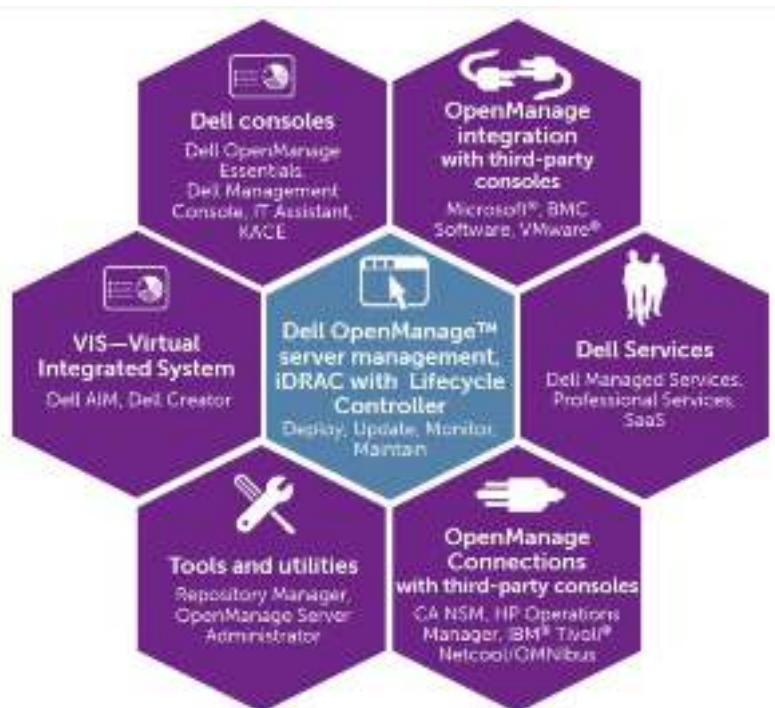 Dell consoles
Dell OpenManage
Essentials,
Dell Management
Console, IT Assistant,
KACE
OpenManage
integration
with third-party
consoles
Microsoft®, BMC
Software, VMware®
VIS—Virtual
Integrated System
Dell AIM, Dell Creator
Dell OpenManage™
server management,
iDRAC with Lifecycle
Controller
Deploy, Update, Monitor,
Maintain
Dell Services
Dell Managed Services,
Professional Services,
SaaS
Tools and utilities
Repository Manager,
OpenManage Server
Administrator
OpenManage
Connections
with third-party consoles
CA NSM, HP Operations
Manager, IBM® Tivoli®
Netcool/OMNIbus